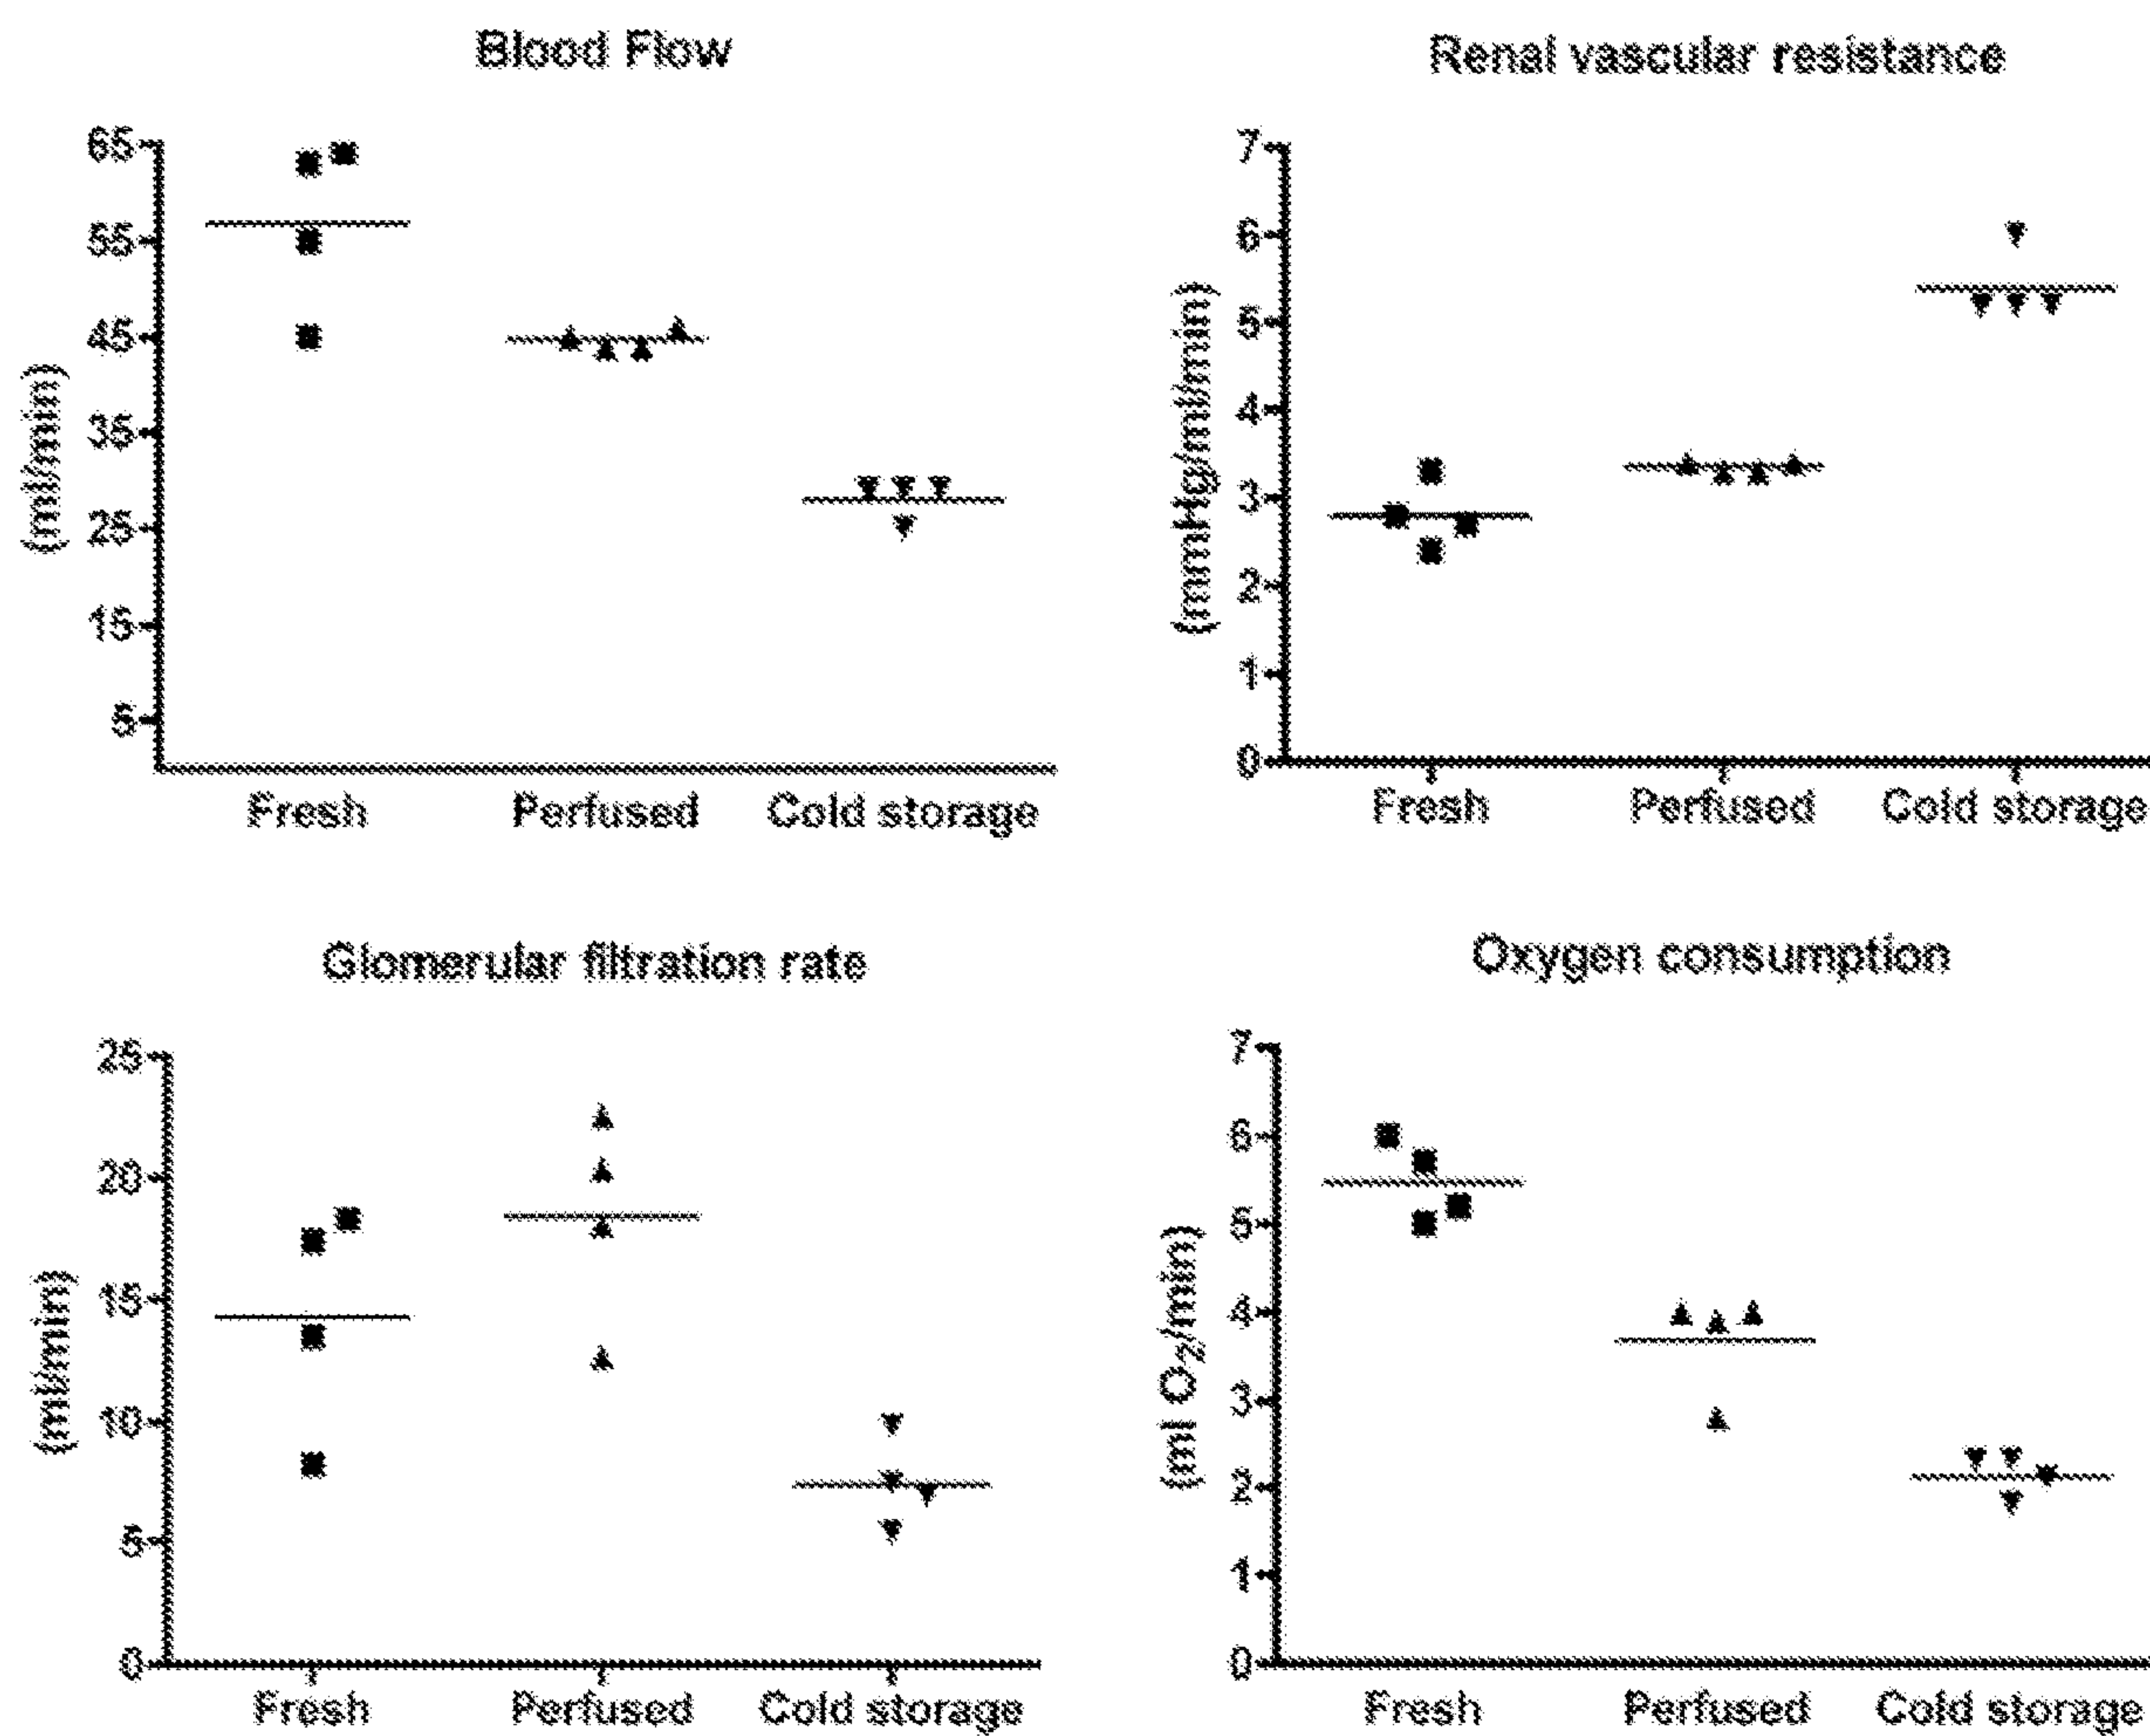 Blood Flow
(ml/min)
65
55
45
35
25
15
5
Fresh Perfused Cold storage
Renal vascular resistance
(mmHg/ml/min)
7
6
5
4
3
2
1
0
Fresh Perfused Cold storage
Glomerular filtration rate
(ml/min)
25
20
15
10
5
0
Fresh Perfused Cold storage
Oxygen consumption
(ml O₂/min)
7
6
5
4
3
2
1
0
Fresh Perfused Cold storage